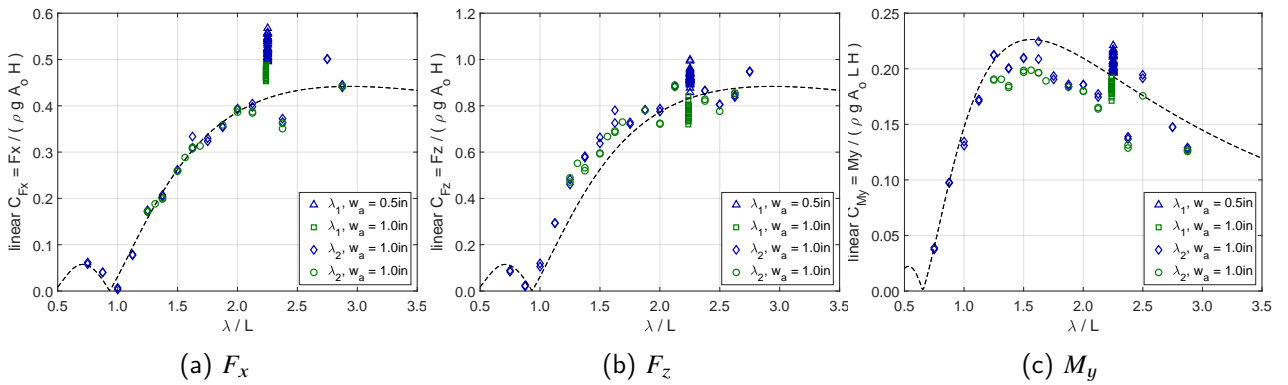 linear C_Fx = Fx / ( ρ g A_o H )
0.6
0.5
0.4
0.3
0.2
0.1
0.0
0.5 1.0 1.5 2.0 2.5 3.0 3.5
λ / L
λ_1, w_a = 0.5in
λ_1, w_a = 1.0in
λ_2, w_a = 1.0in
λ_2, w_a = 1.0in
(a) F_x
linear C_Fz = Fz / ( ρ g A_o H )
1.4
1.2
1.0
0.8
0.6
0.4
0.2
0.0
0.5 1.0 1.5 2.0 2.5 3.0 3.5
λ / L
λ_1, w_a = 0.5in
λ_1, w_a = 1.0in
λ_2, w_a = 1.0in
λ_2, w_a = 1.0in
(b) F_z
linear C_My = My / ( ρ g A_o L H )
0.25
0.20
0.15
0.10
0.05
0.00
0.5 1.0 1.5 2.0 2.5 3.0 3.5
λ / L
λ_1, w_a = 0.5in
λ_1, w_a = 1.0in
λ_2, w_a = 1.0in
λ_2, w_a = 1.0in
(c) M_y